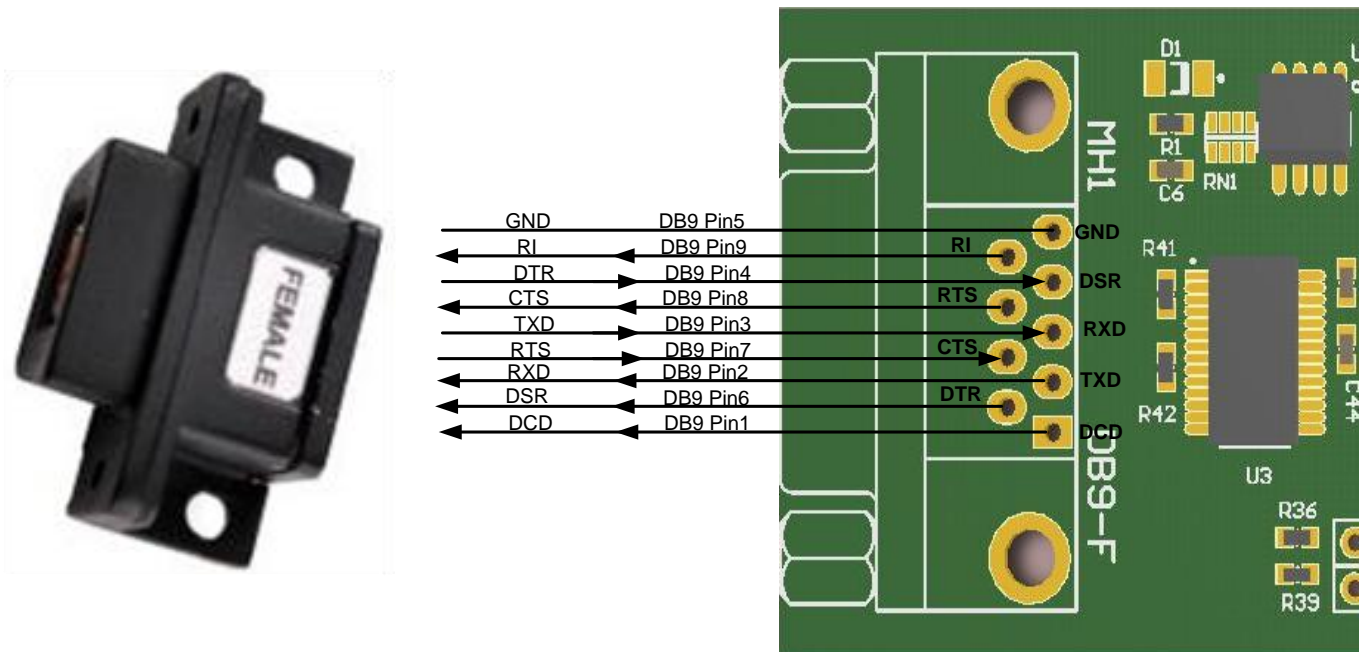 FEMALE
GND DB9 Pin5 GND
RI DB9 Pin9 RI
DTR DB9 Pin4 DSR
CTS DB9 Pin8 RTS
TXD DB9 Pin3 RXD
RTS DB9 Pin7 CTS
RXD DB9 Pin2 TXD
DSR DB9 Pin6 DTR
DCD DB9 Pin1 DCD
MH1
DB9-F
D1
R1
C6
RN1
R41
R42
U3
C44
R36
R39